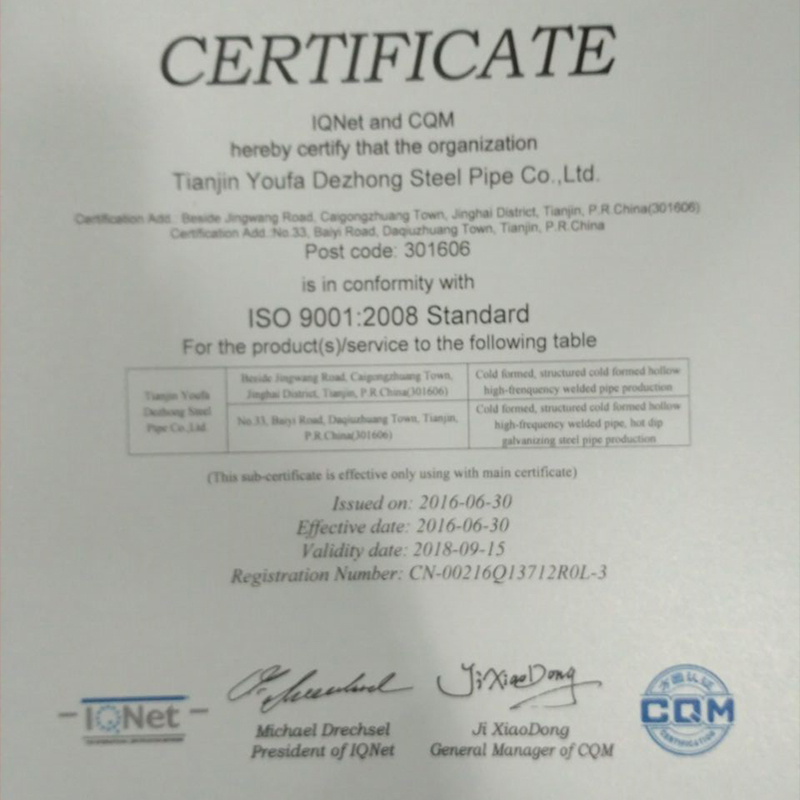 CERTIFICATE
IQNet and CQM
hereby certify that the organization
Tianjin Youfa Dezhong Steel Pipe Co.,Ltd.
Certification Add.: Beside Jingwang Road, Caigongzhuang Town, Jinghai District, Tianjin, P.R.China(301606)
Certification Add.:No.33, Baiyi Road, Daqiuzhuang Town, Tianjin, P.R.China
Post code: 301606
is in conformity with
ISO 9001:2008 Standard
For the product(s)/service to the following table
Tianjin Youfa
Dezhong Steel
Pipe Co.,Ltd.
Beside Jingwang Road, Caigongzhuang Town,
Jinghai District, Tianjin, P.R.China(301606)
Cold formed, structured cold formed hollow
high-frenquency welded pipe production
No.33, Baiyi Road, Daqiuzhuang Town, Tianjin,
P.R.China(301606)
Cold formed, structured cold formed hollow
high-frequency welded pipe, hot dip
galvanizing steel pipe production
(This sub-certificate is effective only using with main certificate)
Issued on: 2016-06-30
Effective date: 2016-06-30
Validity date: 2018-09-15
Registration Number: CN-00216Q13712R0L-3
JiXiaoDong
IQNet
Michael Drechsel
President of IQNet
Ji XiaoDong
General Manager of CQM
方圆认证
CQM
CERTIFICATION